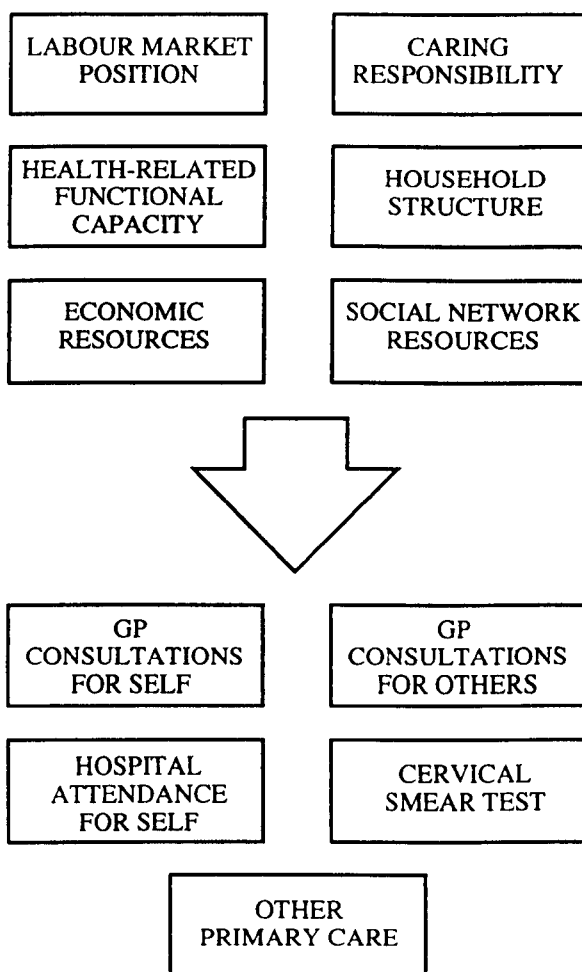 LABOUR MARKET
POSITION
CARING
RESPONSIBILITY
HEALTH-RELATED
FUNCTIONAL
CAPACITY
HOUSEHOLD
STRUCTURE
ECONOMIC
RESOURCES
SOCIAL NETWORK
RESOURCES
GP
CONSULTATIONS
FOR SELF
GP
CONSULTATIONS
FOR OTHERS
HOSPITAL
ATTENDANCE
FOR SELF
CERVICAL
SMEAR TEST
OTHER
PRIMARY CARE